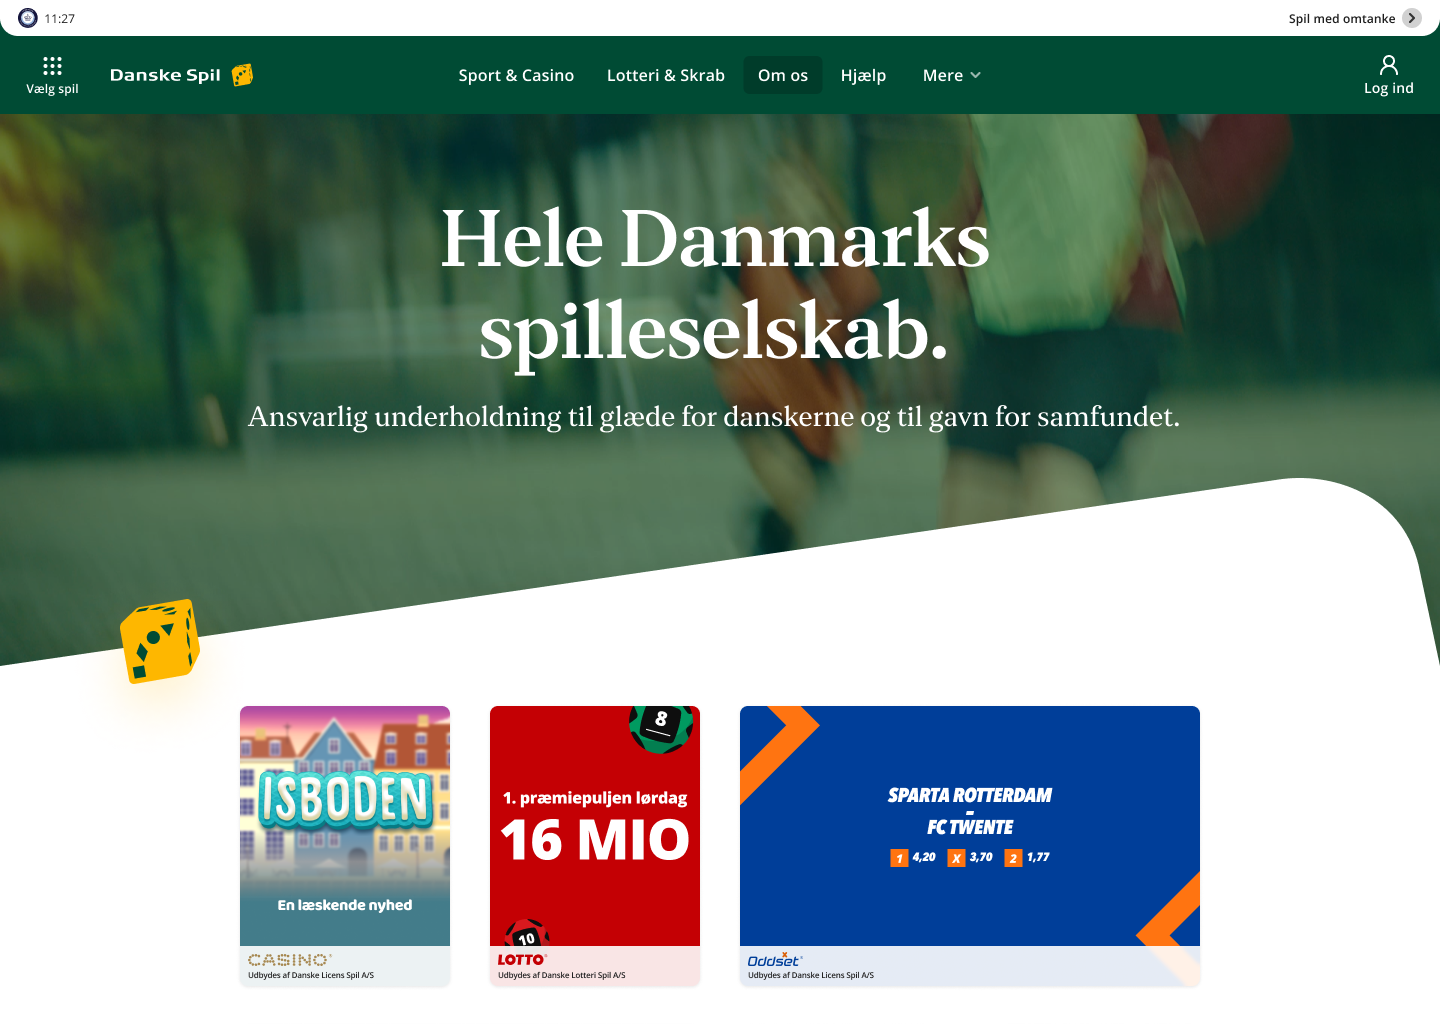 11:27
Spil med omtanke
Vælg spil
Danske Spil
Sport & Casino
Lotteri & Skrab
Om os
Hjælp
Mere
Log ind
Hele Danmarks
spilleselskab.
Ansvarlig underholdning til glæde for danskerne og til gavn for samfundet.
ISBODEN
En læskende nyhed
CASINO
Udbydes af Danske Licens Spil A/S
8
1. præmiepuljen lørdag
16 MIO
10
LOTTO
Udbydes af Danske Lotteri Spil A/S
SPARTA ROTTERDAM
–
FC TWENTE
1 4,20 X 3,70 2 1,77
Oddset
Udbydes af Danske Licens Spil A/S